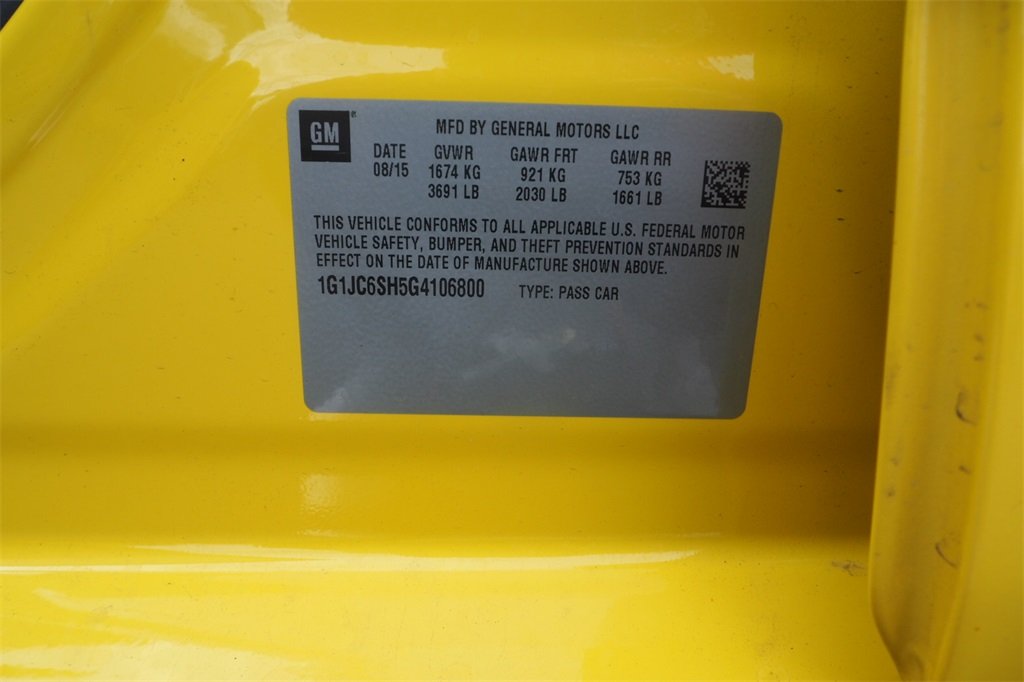 GM
MFD BY GENERAL MOTORS LLC
DATE GVWR GAWR FRT GAWR RR
08/15 1674 KG 921 KG 753 KG
3691 LB 2030 LB 1661 LB
THIS VEHICLE CONFORMS TO ALL APPLICABLE U.S. FEDERAL MOTOR
VEHICLE SAFETY, BUMPER, AND THEFT PREVENTION STANDARDS IN
EFFECT ON THE DATE OF MANUFACTURE SHOWN ABOVE.
1G1JC6SH5G4106800 TYPE: PASS CAR